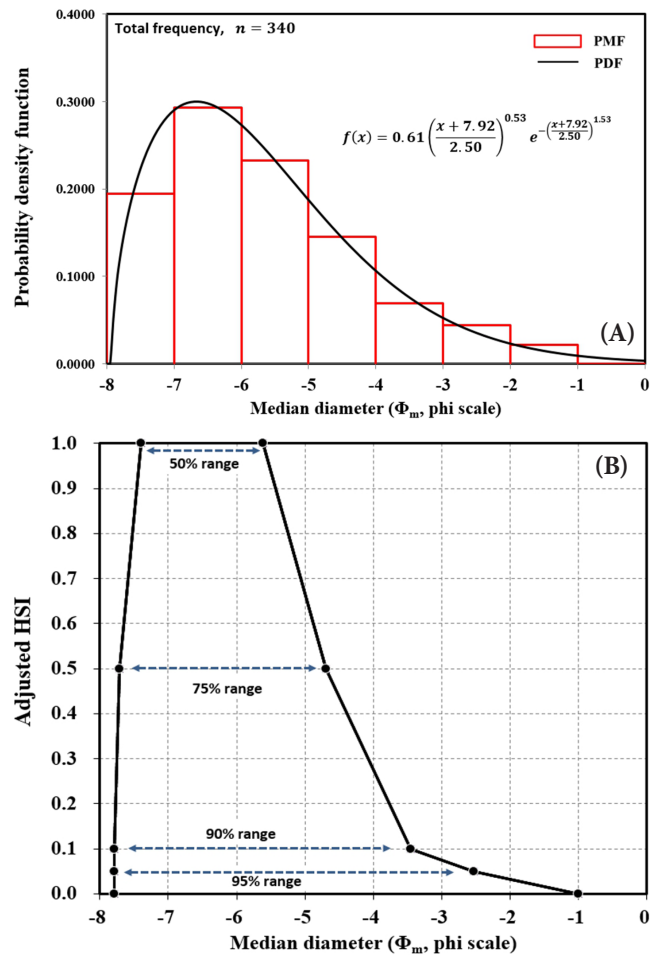 0.4000
Total frequency, n = 340
PMF
PDF
0.3000
f(x) = 0.61 (x + 7.92 / 2.50)^0.53 e^-(x+7.92 / 2.50)^1.53
Probability density function
0.2000
0.1000
(A)
0.0000
-8 -7 -6 -5 -4 -3 -2 -1 0
Median diameter (Φm, phi scale)
1.0
(B)
50% range
0.9
0.8
0.7
0.6
Adjusted HSI
0.5
75% range
0.4
0.3
0.2
90% range
0.1
95% range
0.0
-8 -7 -6 -5 -4 -3 -2 -1 0
Median diameter (Φm, phi scale)